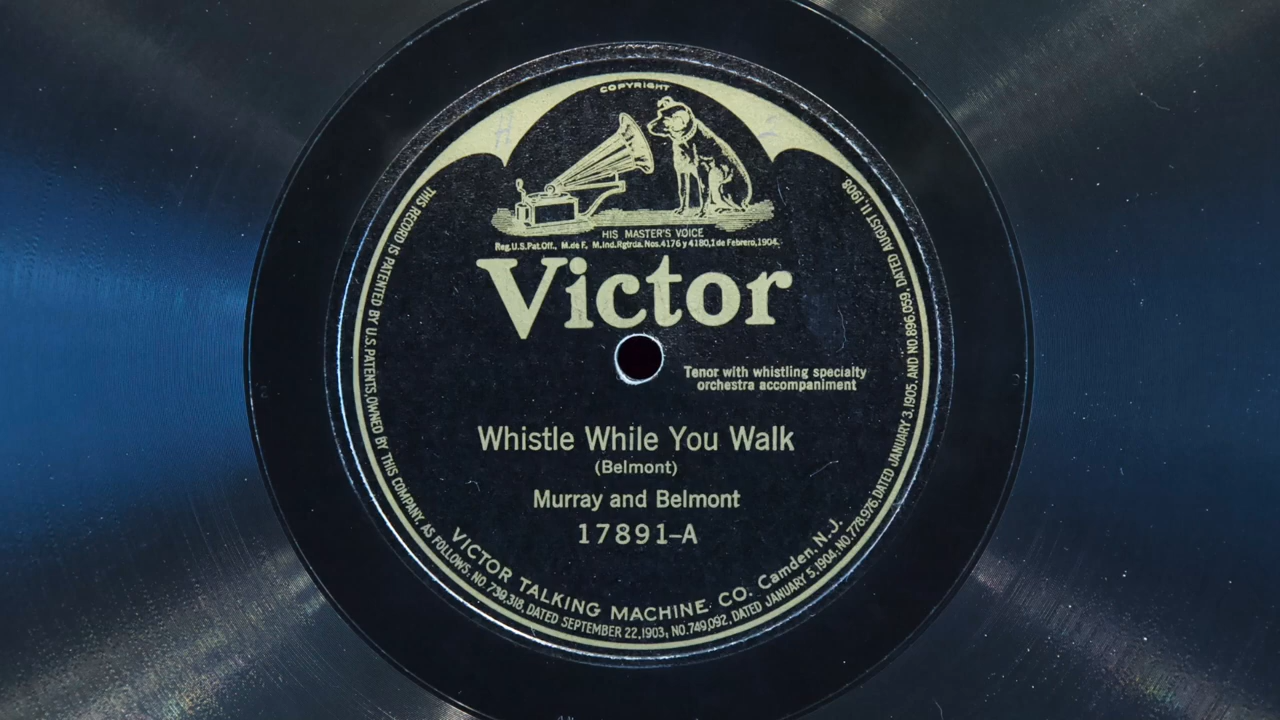 COPYRIGHT
HIS MASTER'S VOICE
Reg.U.S.Pat.Off., M.de F., M.Ind.Rgtrda. Nos.4176 y 4180,1 de Febrero,1904.
Victor
Tenor with whistling specialty
orchestra accompaniment
Whistle While You Walk
(Belmont)
Murray and Belmont
17891-A
VICTOR TALKING MACHINE CO. Camden, N.J.
THIS RECORD IS PATENTED BY U.S. PATENTS, OWNED BY THIS COMPANY, AS FOLLOWS: NO. 739,318, DATED SEPTEMBER 22, 1903; NO. 749,092, DATED JANUARY 5, 1904; NO. 778,976, DATED JANUARY 3, 1905, AND NO. 896,059, DATED AUGUST 11, 1908